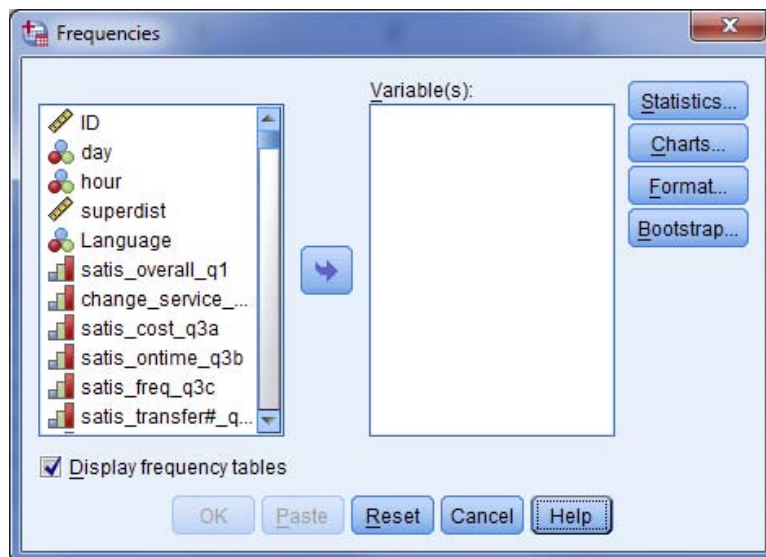 Frequencies
Variable(s):
ID
day
hour
superdist
Language
satis_overall_q1
change_service_...
satis_cost_q3a
satis_ontime_q3b
satis_freq_q3c
satis_transfer#_q...
Statistics...
Charts...
Format...
Bootstrap...
Display frequency tables
OK
Paste
Reset
Cancel
Help